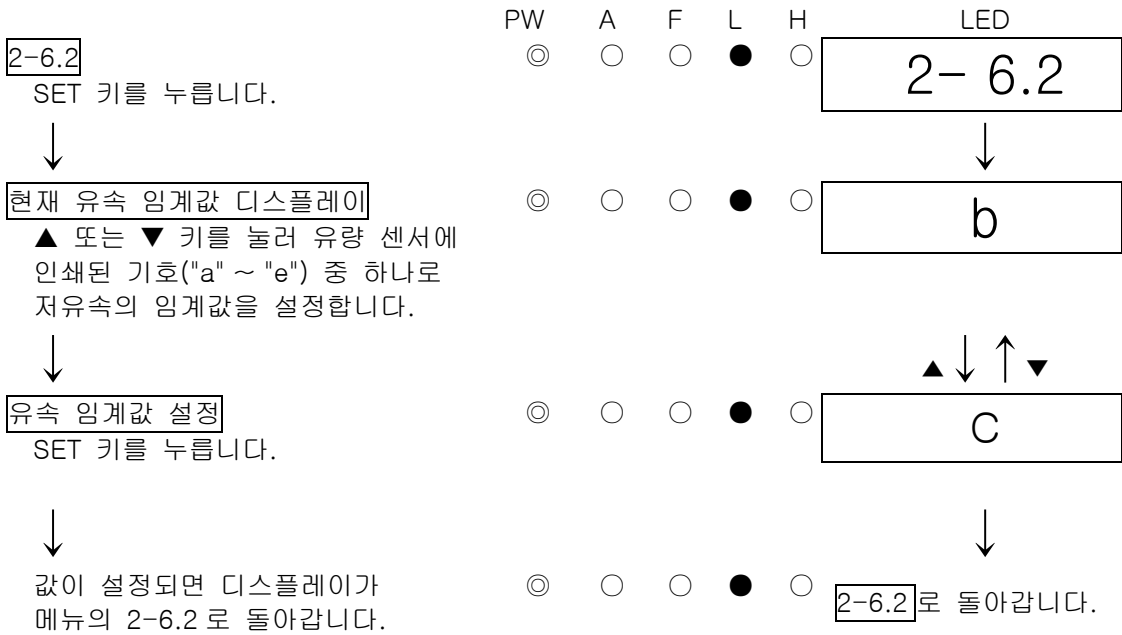 PW A F L H LED
2-6.2 ◎ ○ ○ ● ○ 2- 6.2
SET 키를 누릅니다.
↓ ↓
현재 유속 임계값 디스플레이 ◎ ○ ○ ● ○ b
▲ 또는 ▼ 키를 눌러 유량 센서에
인쇄된 기호("a" ~ "e") 중 하나로
저유속의 임계값을 설정합니다.
↓ ▲↓ ↑▼
유속 임계값 설정 ◎ ○ ○ ● ○ c
SET 키를 누릅니다.
↓ ↓
값이 설정되면 디스플레이가 ◎ ○ ○ ● ○ 2-6.2 로 돌아갑니다.
메뉴의 2-6.2 로 돌아갑니다.